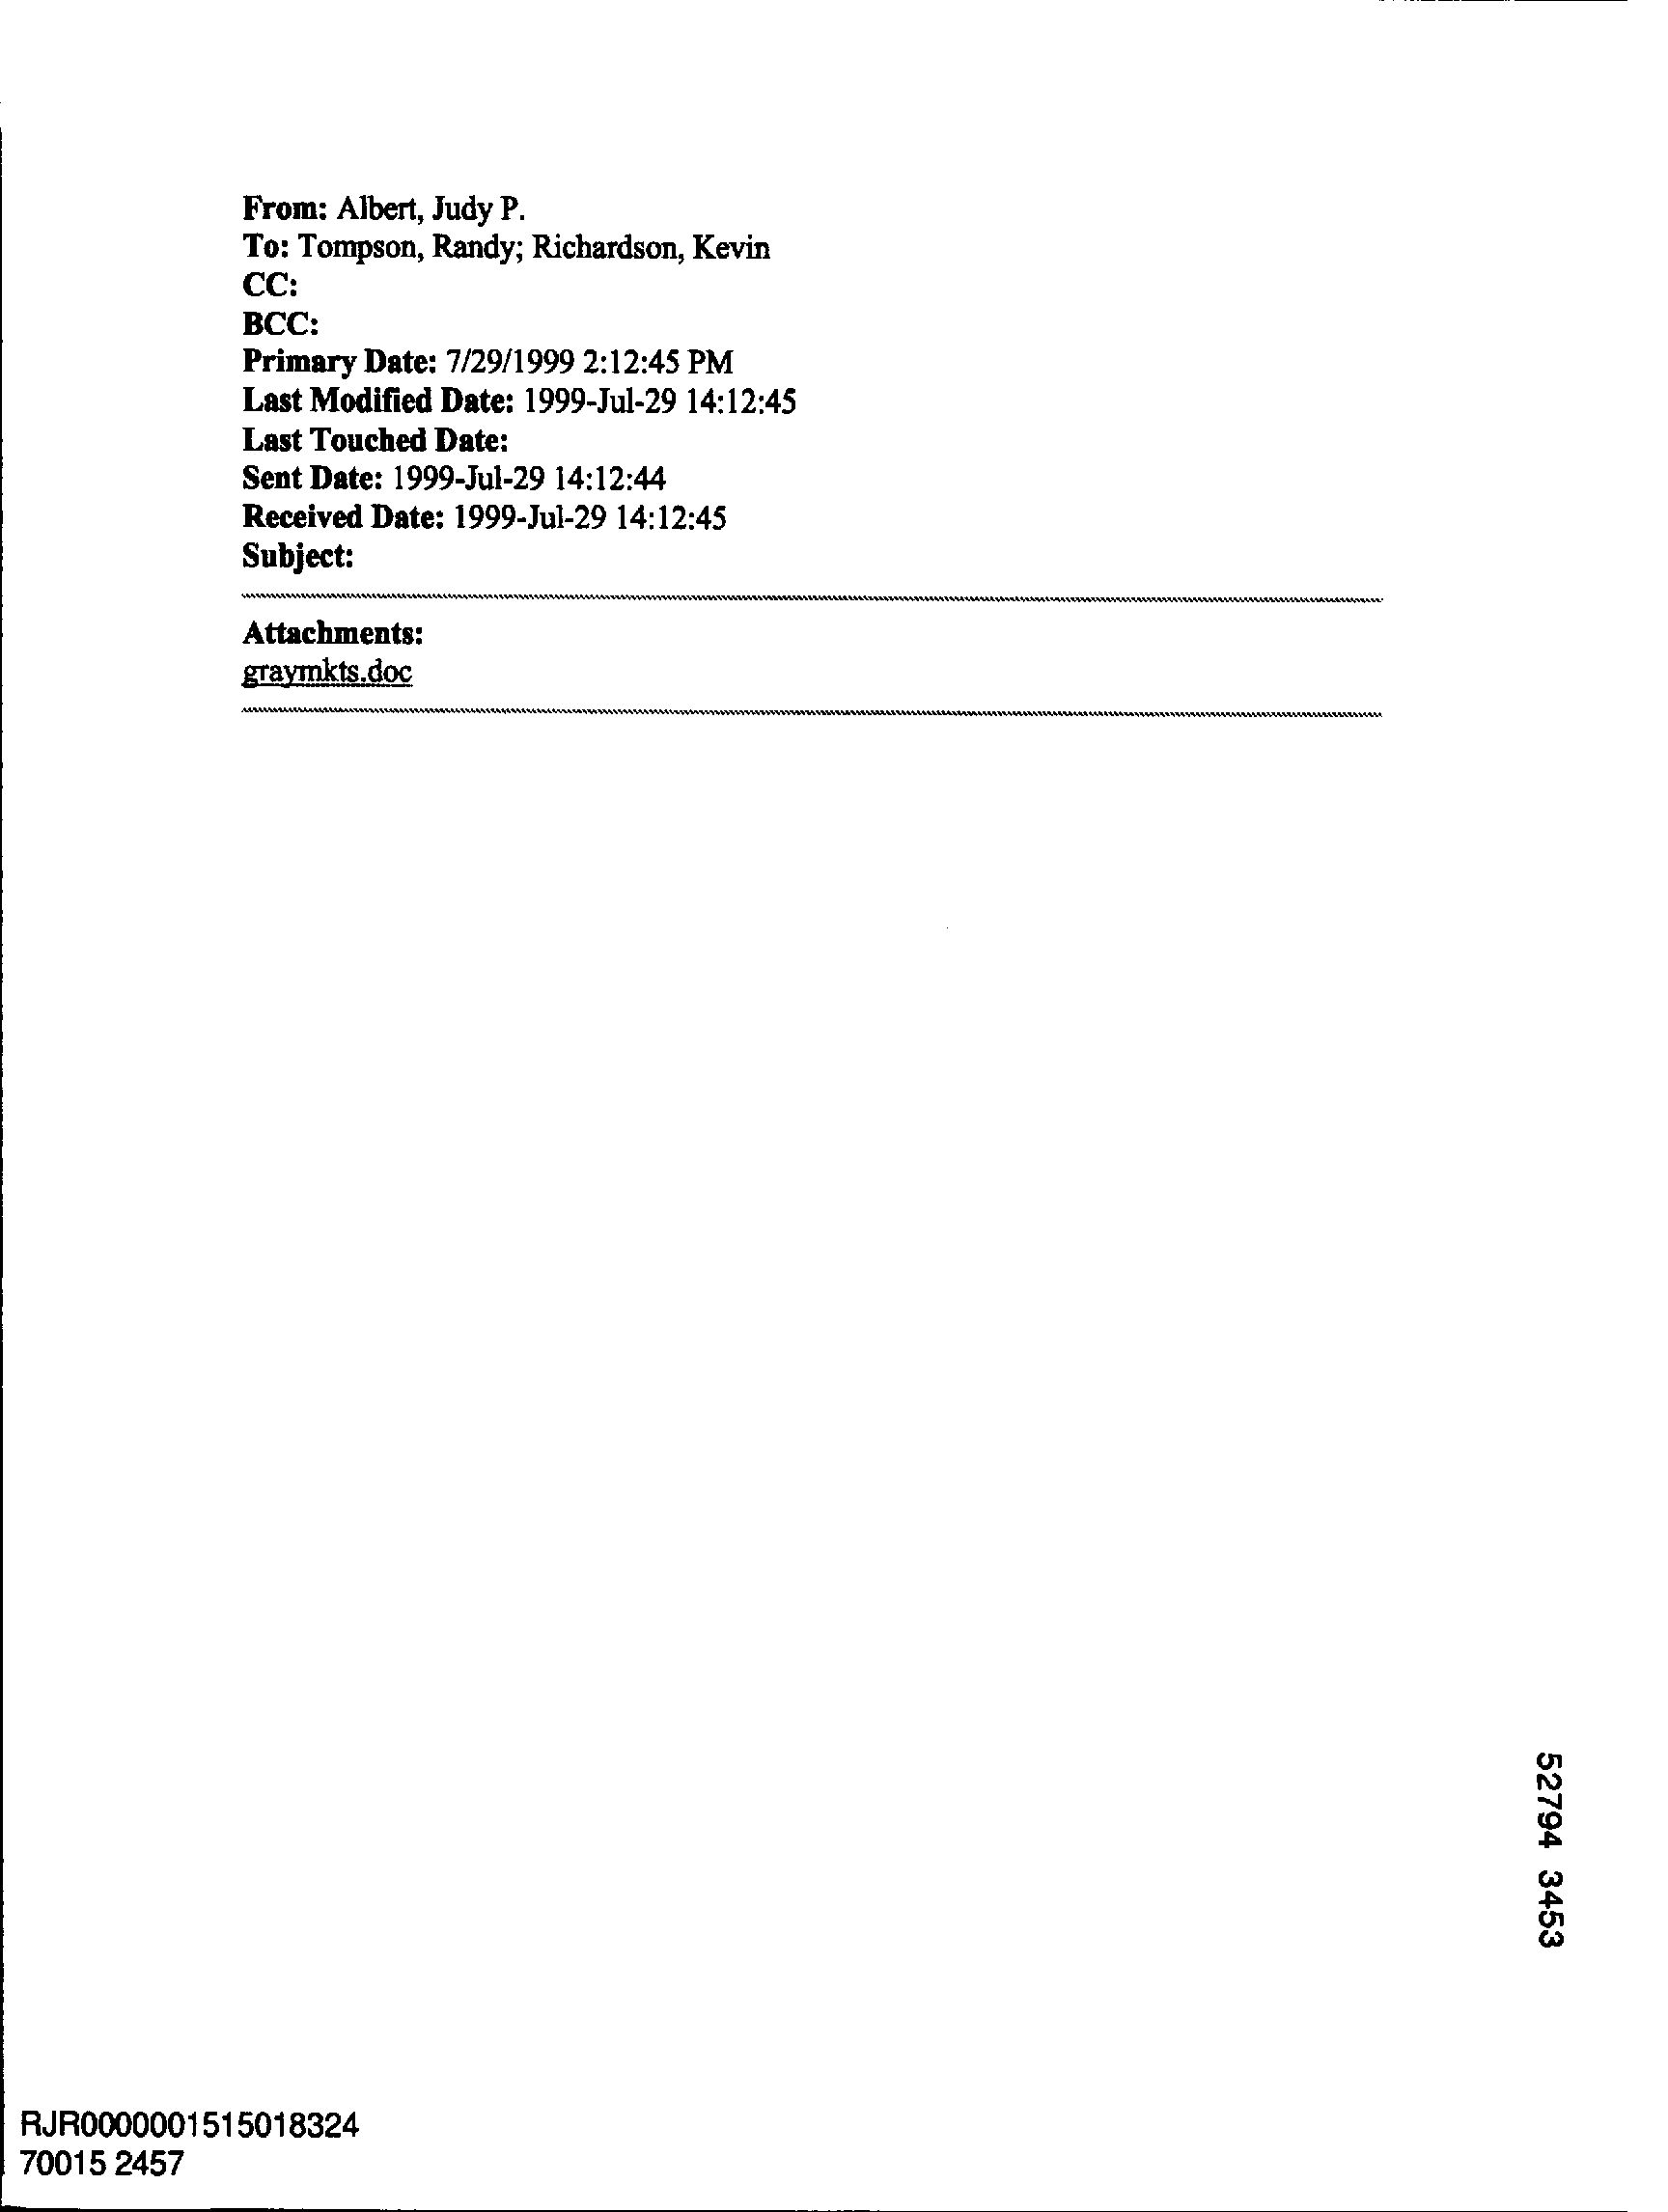 From: Albert, Judy P.
To: Tompson, Randy; Richardson, Kevin
CC:
BCC:
Primary Date: 7/29/1999 2:12:45 PM
Last Modified Date: 1999-Jul-29 14:12:45
Last Touched Date:
Sent Date: 1999-Jul-29 14:12:44
Received Date: 1999-Jul-29 14:12:45
Subject:
Attachments:
graymkts.doc
52794 3453
RJR0000001515018324
70015 2457